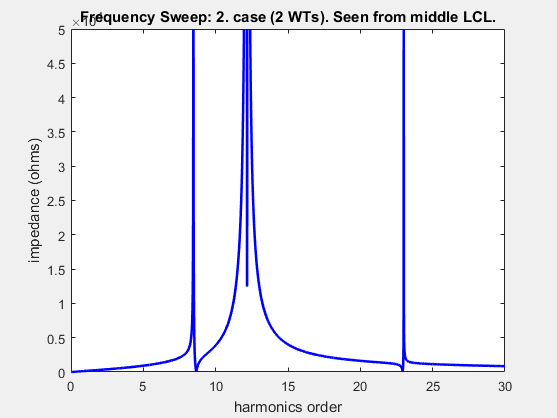 Frequency Sweep: 2. case (2 WTs). Seen from middle LCL.
5
4.5
4
3.5
3
2.5
2
1.5
1
0.5
0
impedance (ohms)
0 5 10 15 20 25 30
harmonics order